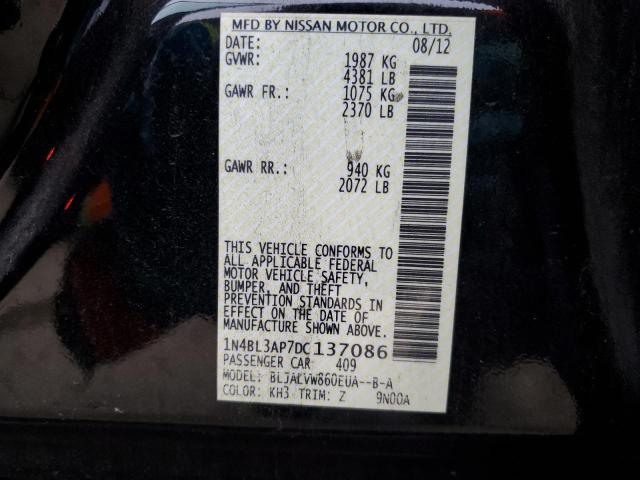 MFD BY NISSAN MOTOR CO., LTD.
DATE: 08/12
GVWR: 1987 KG
4381 LB
GAWR FR.: 1075 KG
2370 LB
GAWR RR.: 940 KG
2072 LB
THIS VEHICLE CONFORMS TO
ALL APPLICABLE FEDERAL
MOTOR VEHICLE SAFETY,
BUMPER, AND THEFT
PREVENTION STANDARDS IN
EFFECT ON THE DATE OF
MANUFACTURE SHOWN ABOVE.
1N4BL3AP7DC137086
PASSENGER CAR 409
MODEL: BLJALVW860EUA--B-A
COLOR: KH3 TRIM: Z 9N00A